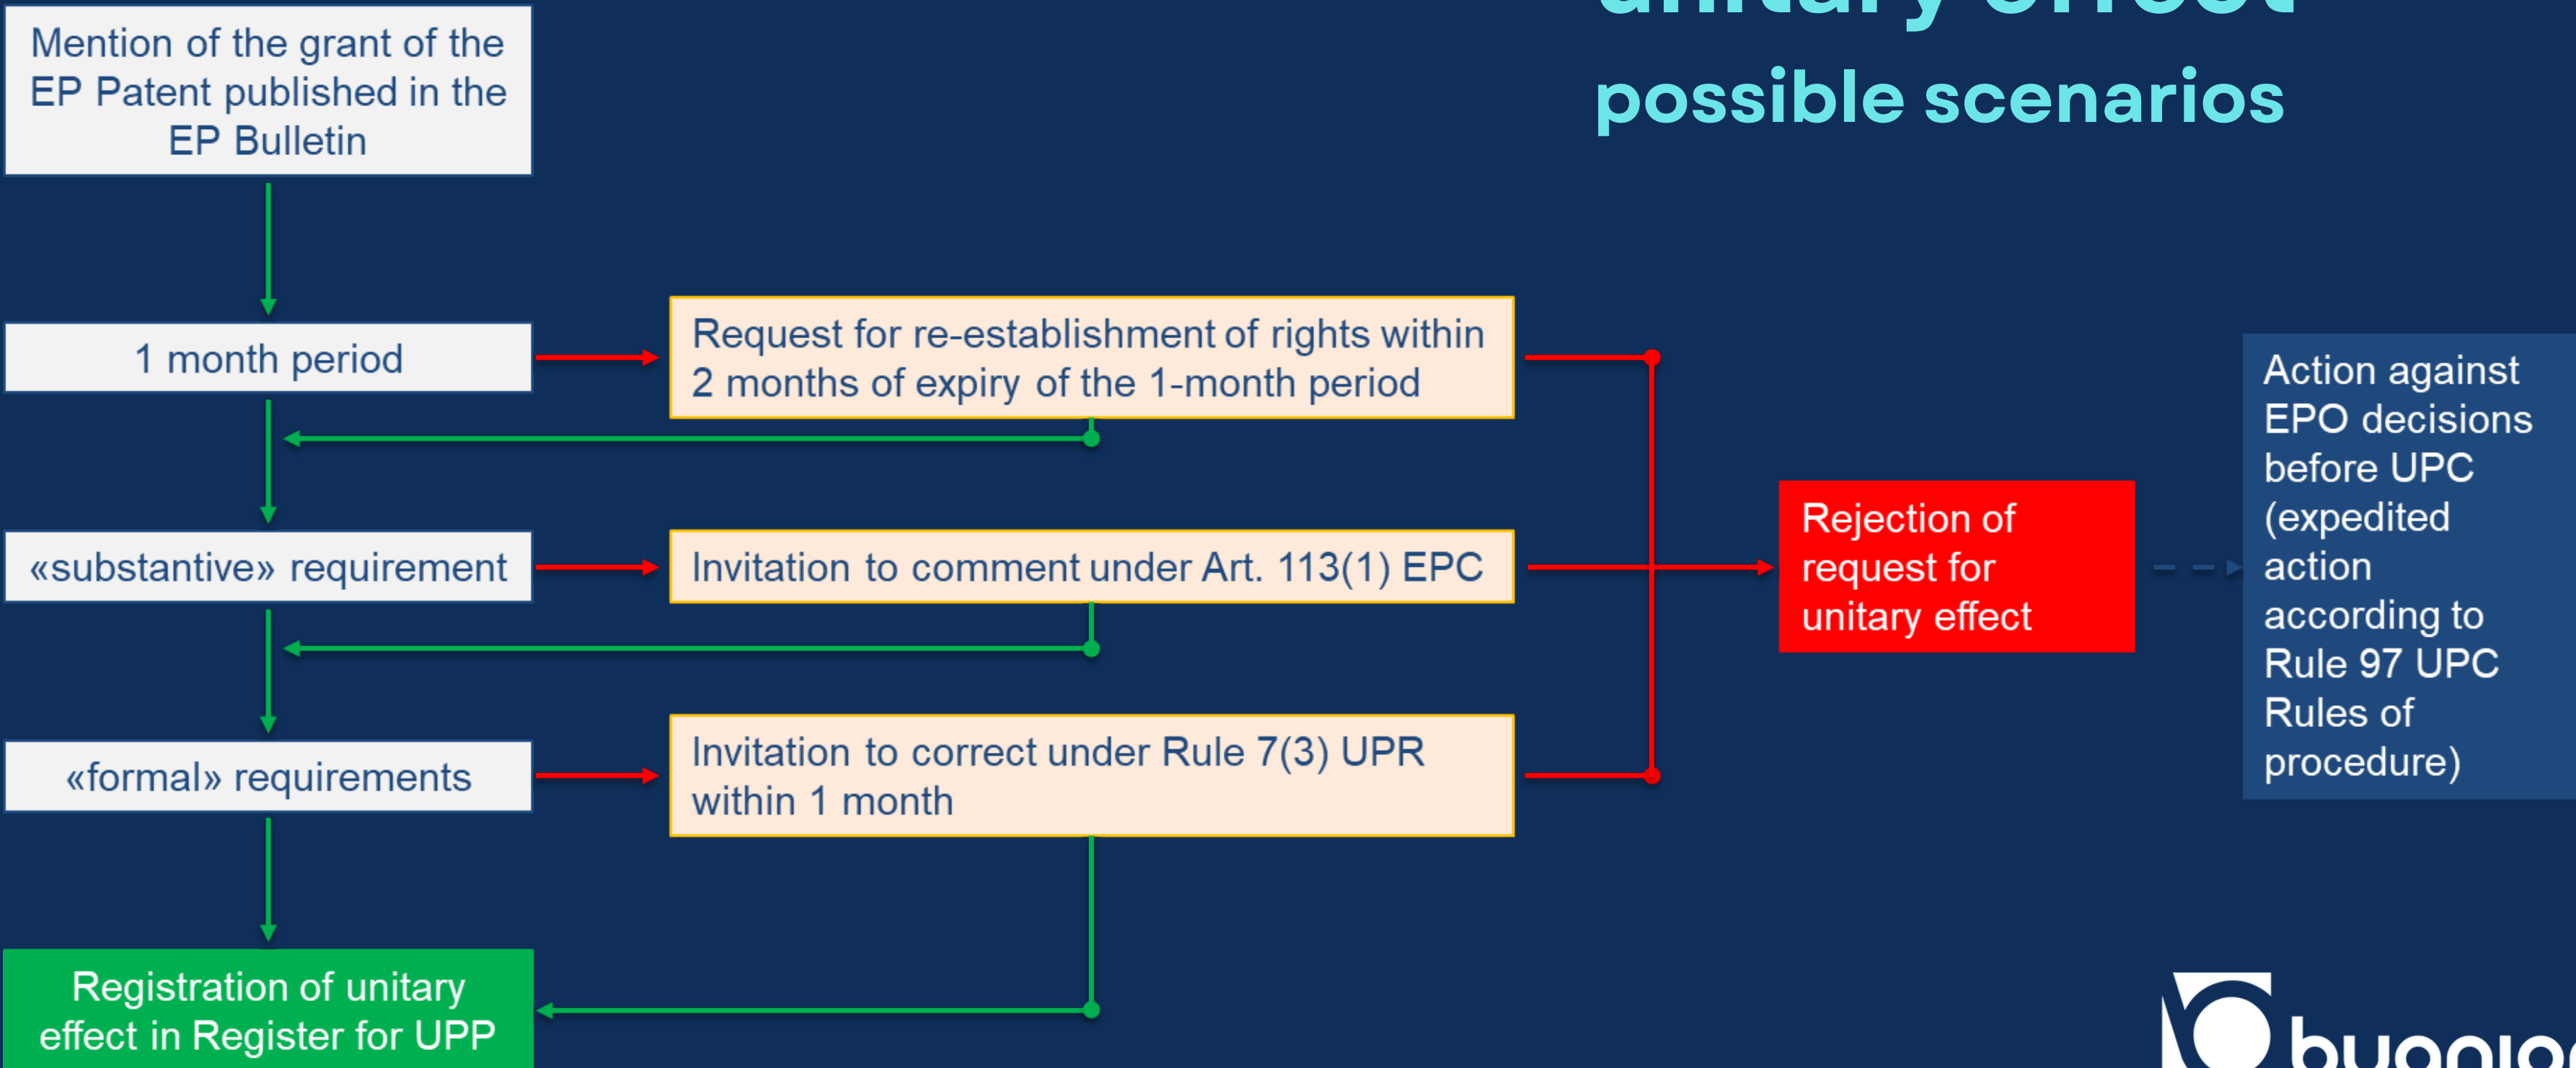 unitary effect
possible scenarios
Mention of the grant of the
EP Patent published in the
EP Bulletin
1 month period
Request for re-establishment of rights within
2 months of expiry of the 1-month period
«substantive» requirement
Invitation to comment under Art. 113(1) EPC
«formal» requirements
Invitation to correct under Rule 7(3) UPR
within 1 month
Registration of unitary
effect in Register for UPP
Rejection of
request for
unitary effect
Action against
EPO decisions
before UPC
(expedited
action
according to
Rule 97 UPC
Rules of
procedure)